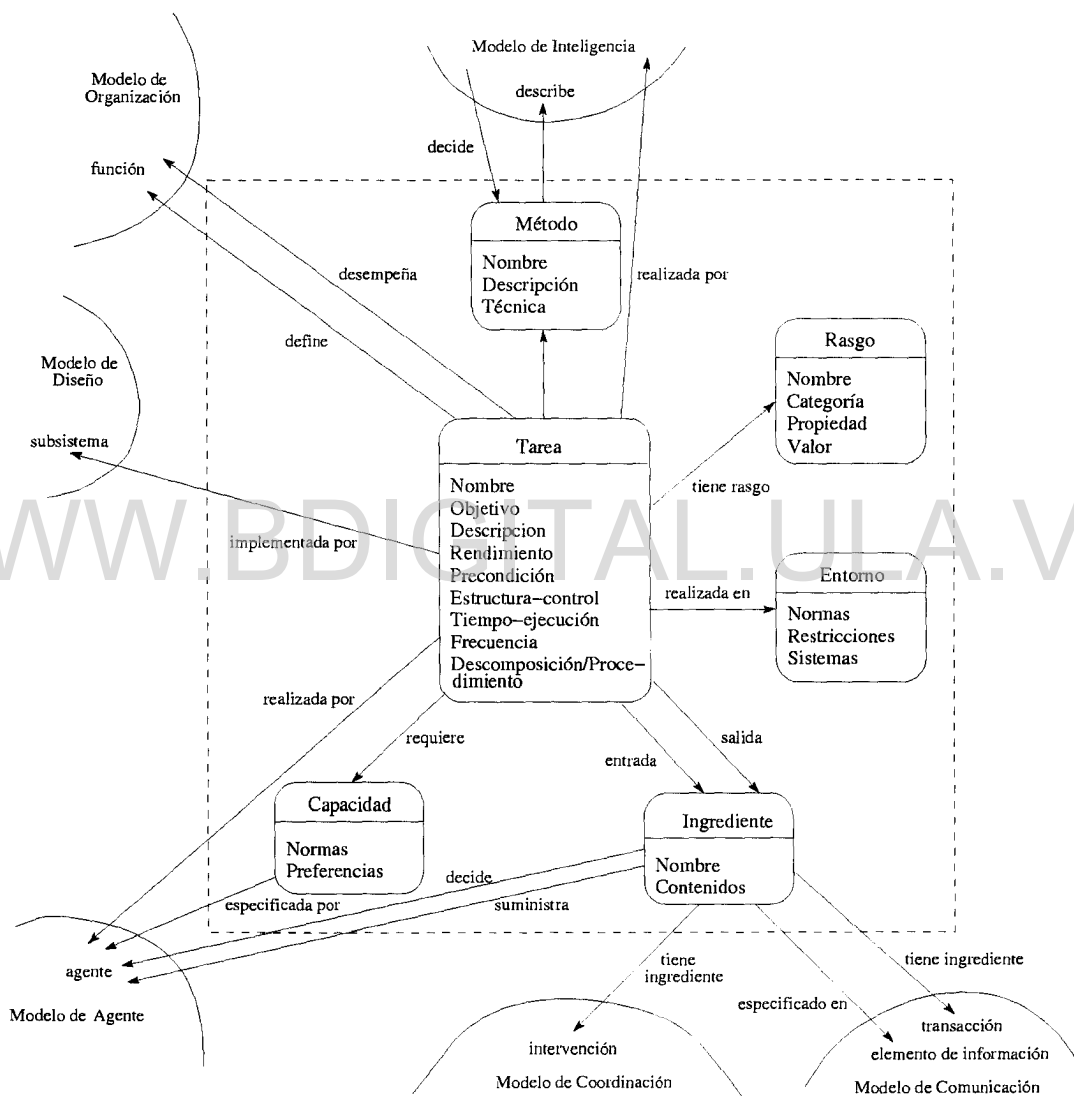 Modelo de Inteligencia
Modelo de
Organización
describe
decide
función
Método
Nombre
Descripción
Técnica
desempeña
realizada por
define
Rasgo
Nombre
Categoría
Propiedad
Valor
Modelo de
Diseño
subsistema
Tarea
Nombre
Objetivo
Descripcion
Rendimiento
Precondición
Estructura-control
Tiempo-ejecución
Frecuencia
Descomposición/Proce-
dimiento
tiene rasgo
implementada por
WWW.BDIGITAL.ULA.V
Entorno
Normas
Restricciones
Sistemas
realizada en
realizada por
requiere
entrada
salida
Capacidad
Normas
Preferencias
Ingrediente
Nombre
Contenidos
decide
especificada por
suministra
agente
Modelo de Agente
tiene
ingrediente
tiene ingrediente
especificado en
transacción
intervención
elemento de información
Modelo de Coordinación
Modelo de Comunicación